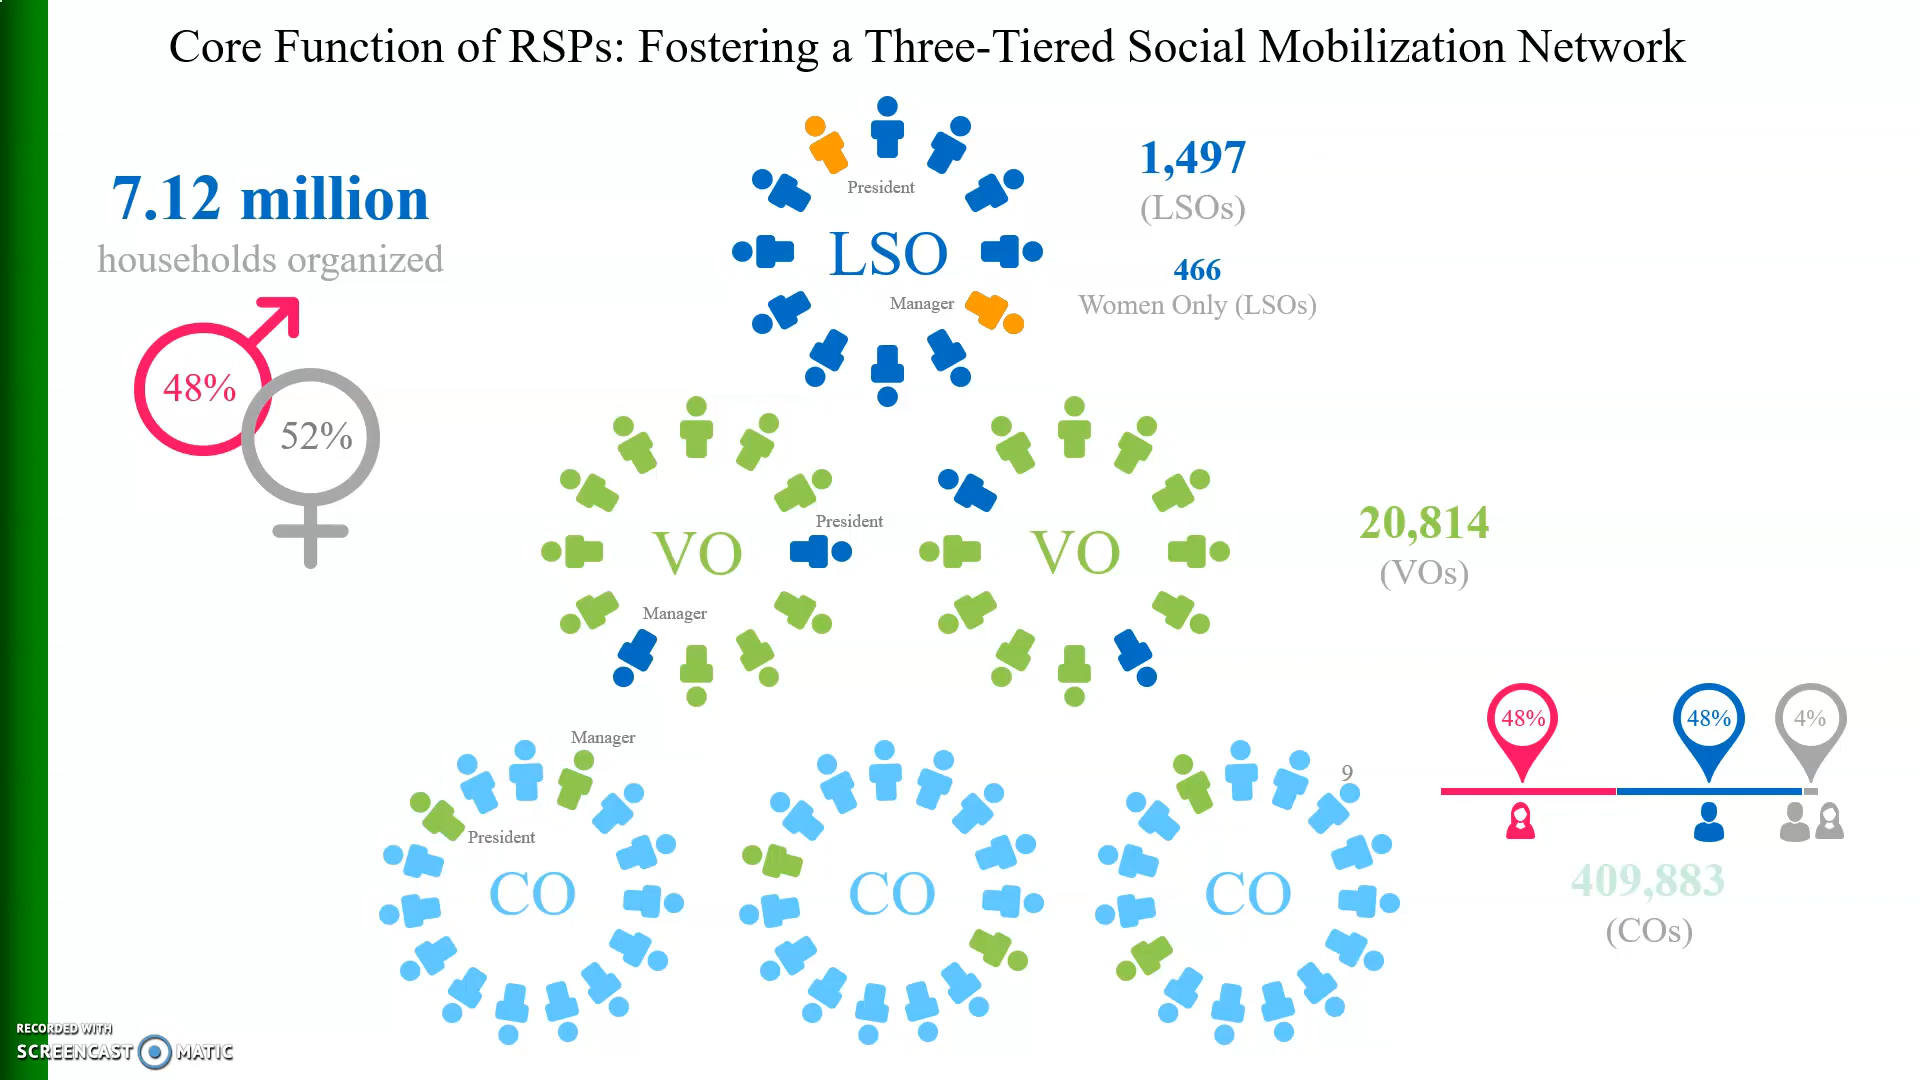 Core Function of RSPs: Fostering a Three-Tiered Social Mobilization Network
7.12 million
households organized
48%
52%
President
LSO
Manager
1,497
(LSOs)
466
Women Only (LSOs)
VO
President
Manager
VO
20,814
(VOs)
Manager
President
CO
CO
CO
9
48%
48%
4%
409,883
(COs)
RECORDED WITH
SCREENCAST MATIC